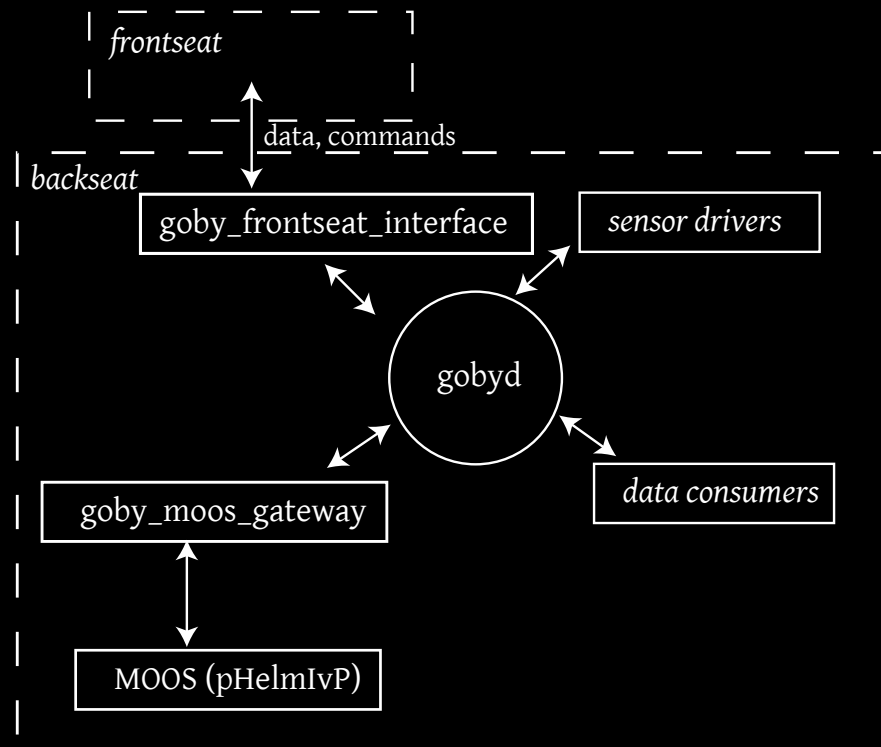 frontseat
data, commands
backseat
goby_frontseat_interface
sensor drivers
gobyd
data consumers
goby_moos_gateway
MOOS (pHelmIvP)